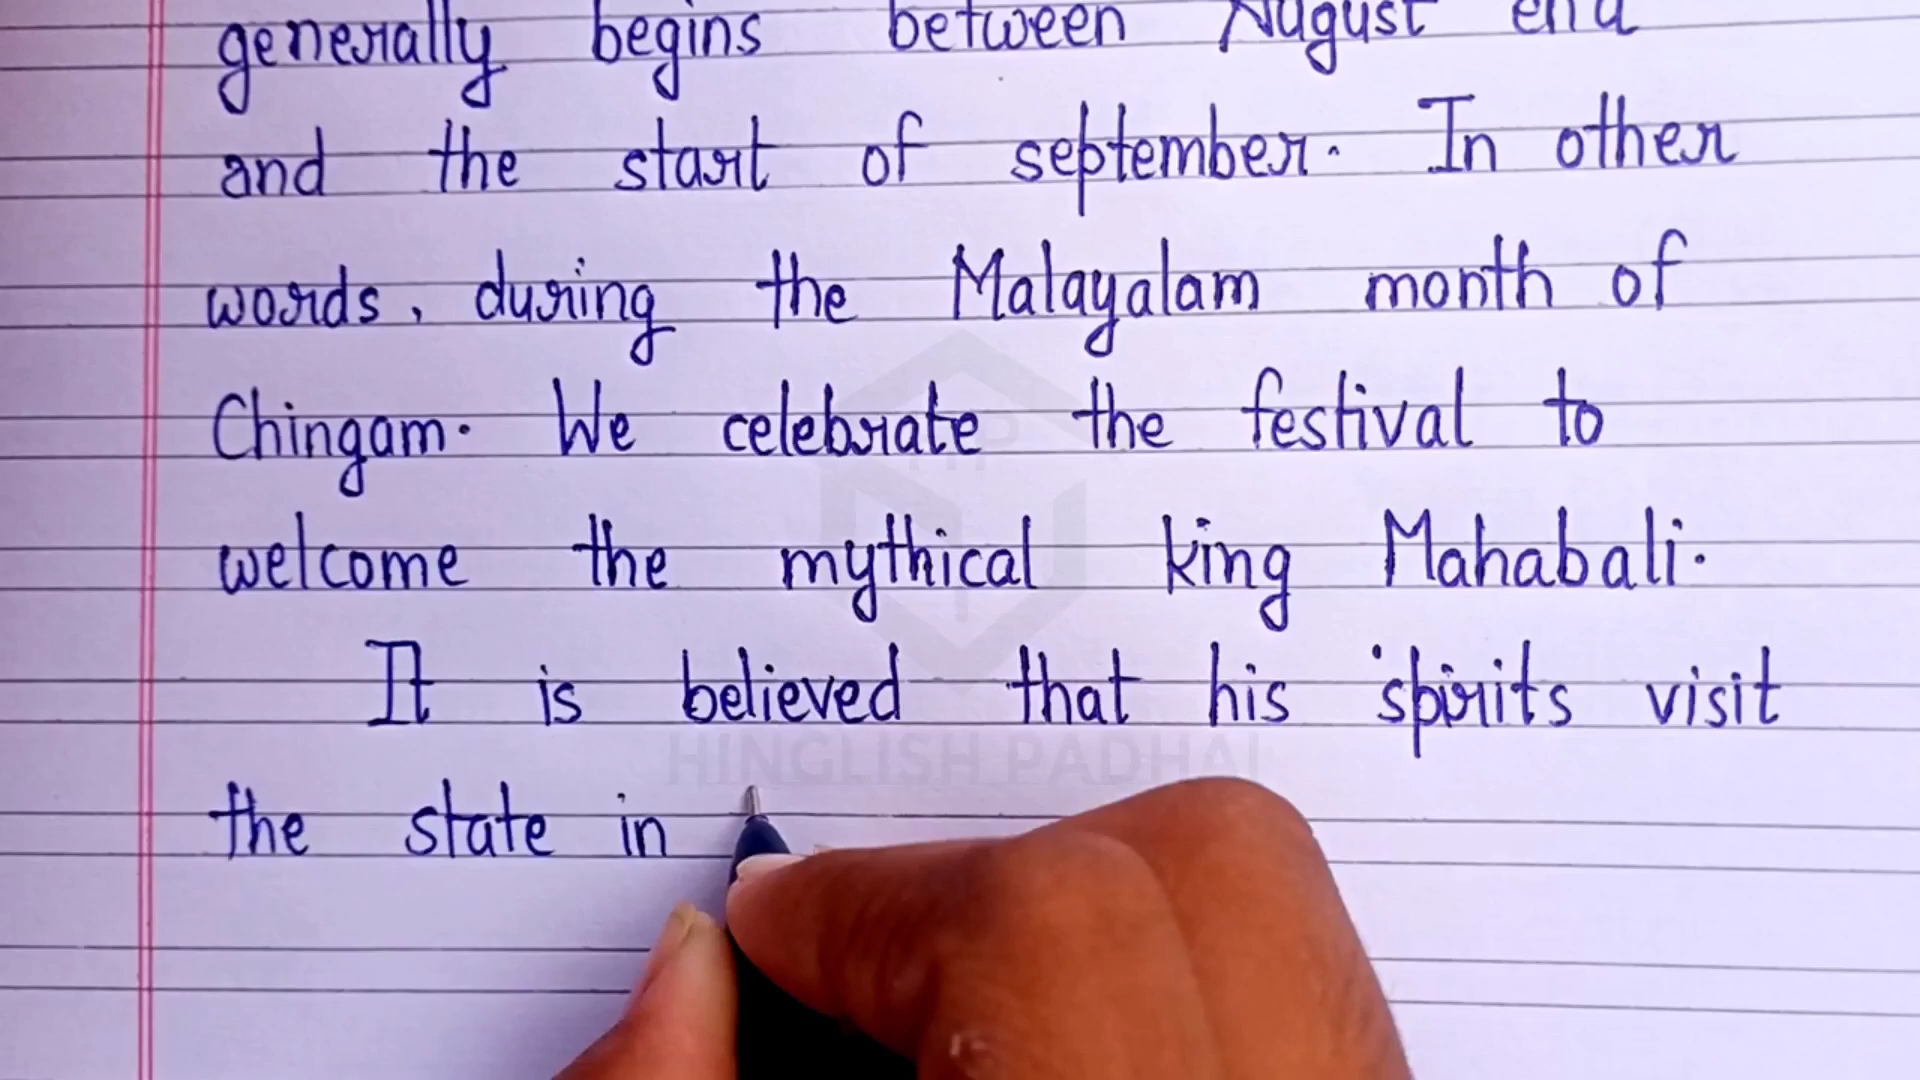 generally begins between August end
and the start of september. In other
words, during the Malayalam month of
Chingam. We celebrate the festival to
welcome the mythical king Mahabali.
It is believed that his spirits visit
HINGLISH PADHAI
the state in